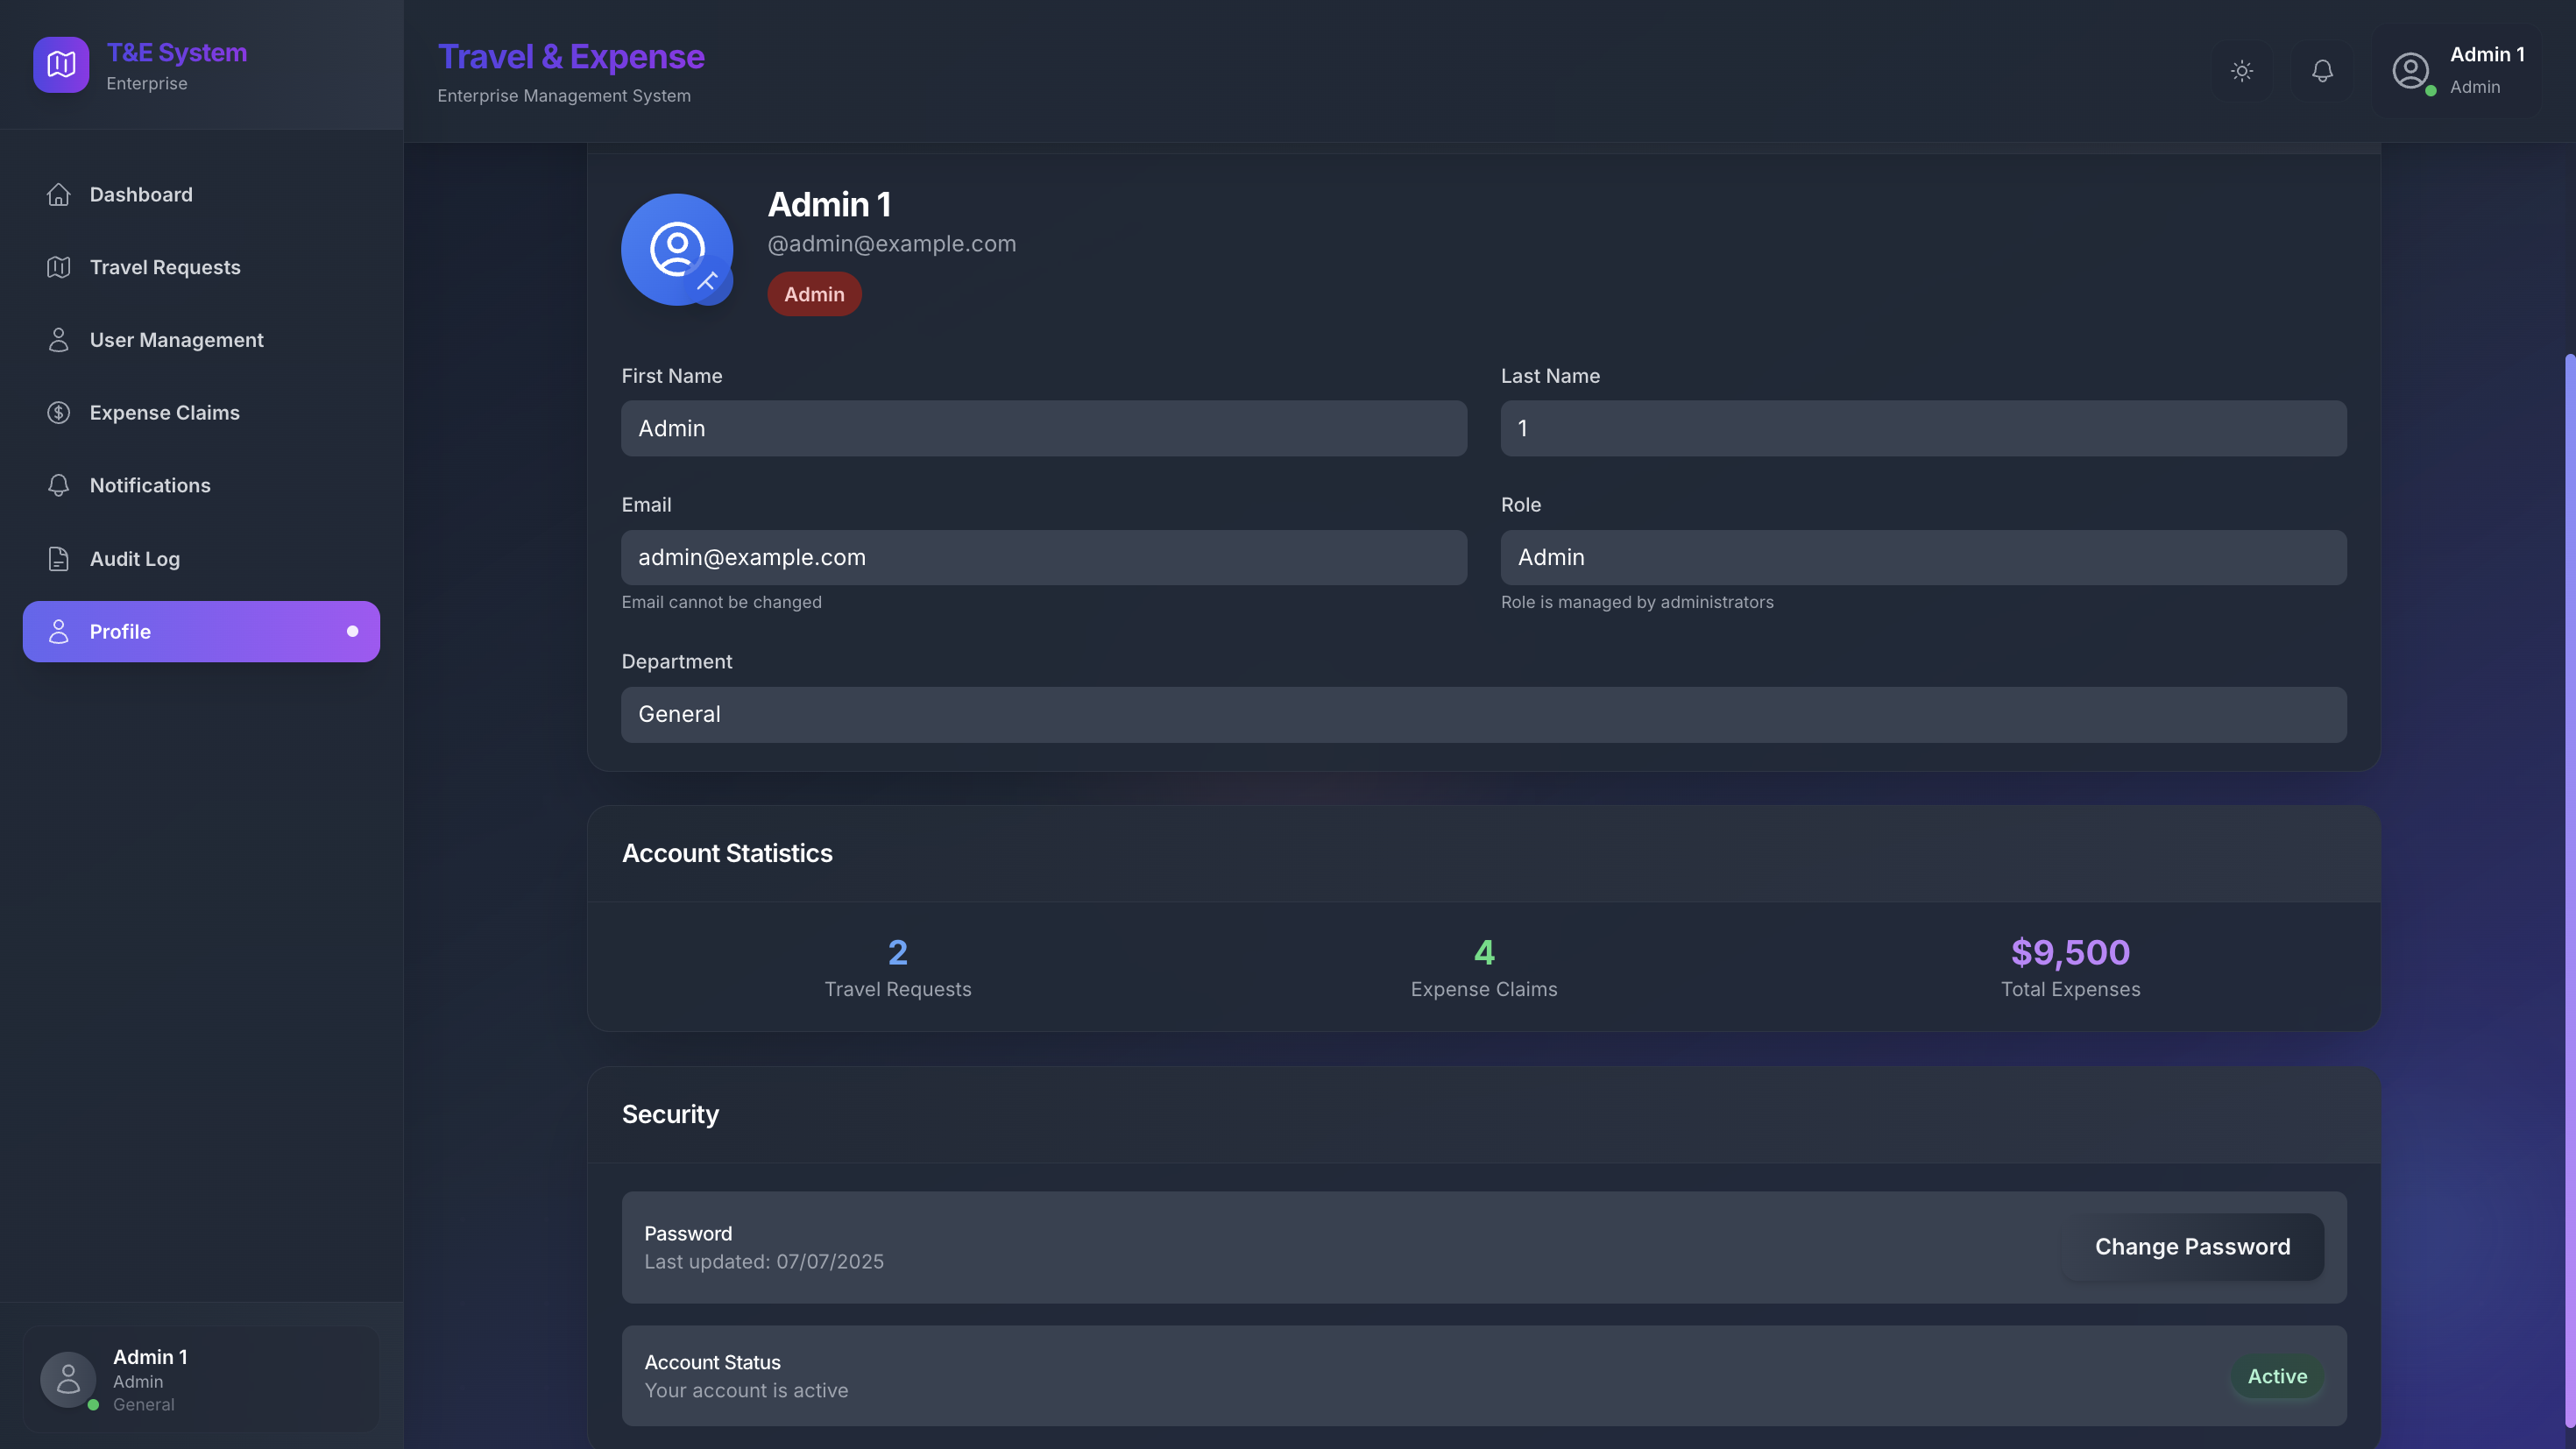 T&E System
Enterprise
Dashboard
Travel Requests
User Management
Expense Claims
Notifications
Audit Log
Profile
Admin 1
Admin
General
Travel & Expense
Enterprise Management System
Admin 1
Admin
Admin 1
@admin@example.com
Admin
First Name
Admin
Last Name
1
Email
admin@example.com
Email cannot be changed
Role
Admin
Role is managed by administrators
Department
General
Account Statistics
2
Travel Requests
4
Expense Claims
$9,500
Total Expenses
Security
Password
Last updated: 07/07/2025
Change Password
Account Status
Your account is active
Active